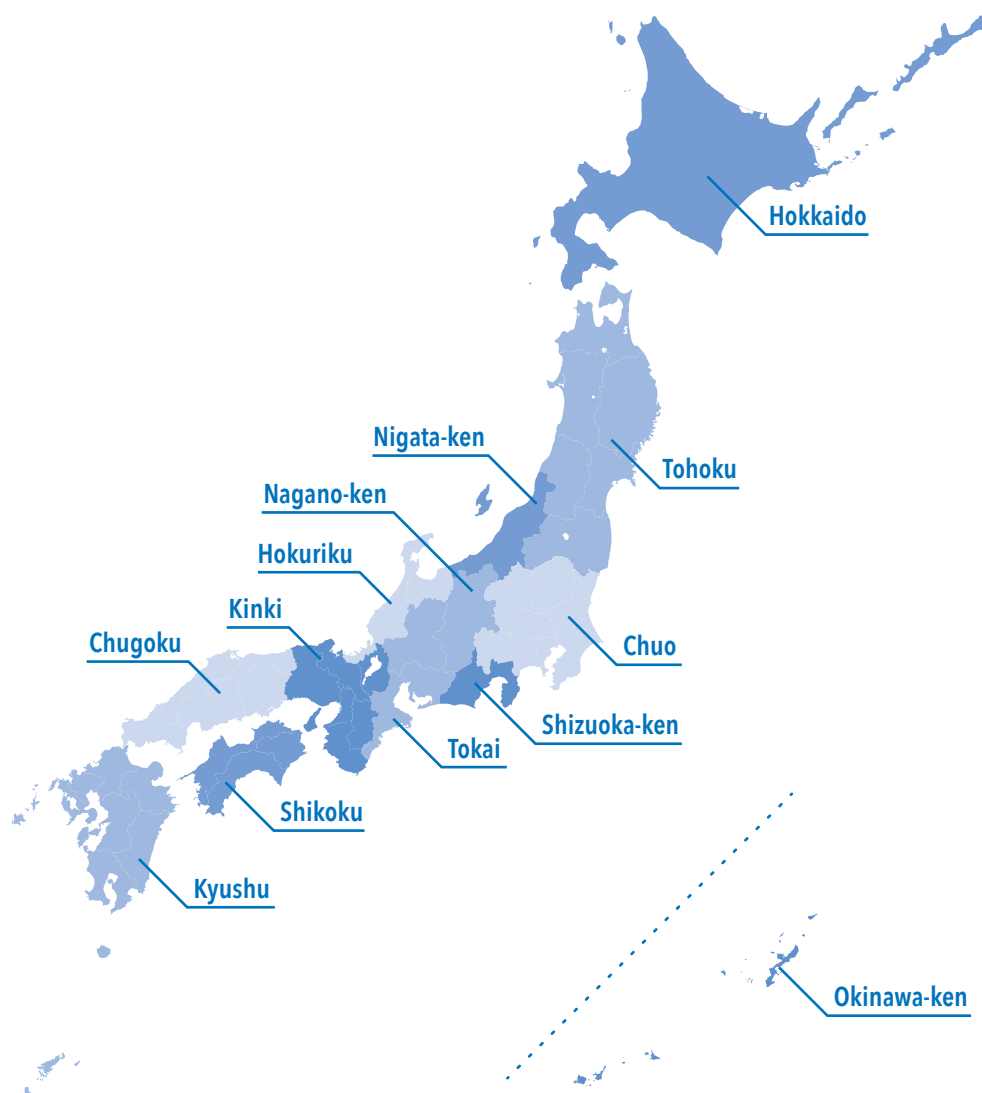 Hokkaido
Nigata-ken
Tohoku
Nagano-ken
Hokuriku
Kinki
Chugoku
Chuo
Shizuoka-ken
Tokai
Shikoku
Kyushu
Okinawa-ken